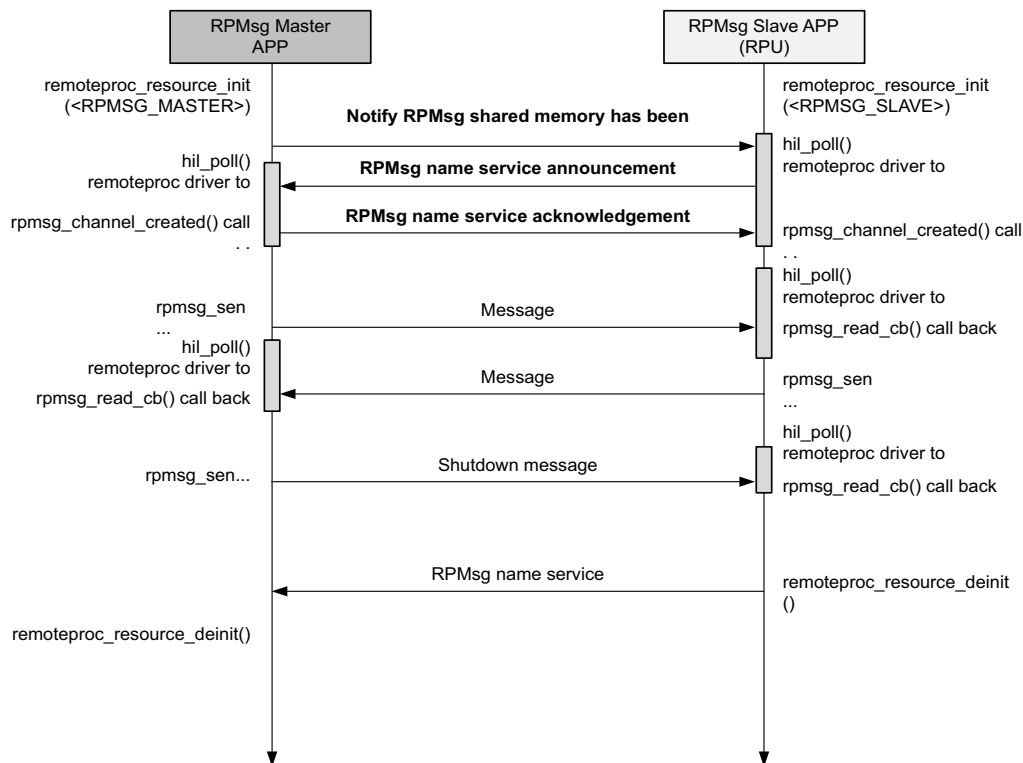 RPMsg Master
APP
RPMsg Slave APP
(RPU)
remoteproc_resource_init
(<RPMSG_MASTER>)
remoteproc_resource_init
(<RPMSG_SLAVE>)
Notify RPMsg shared memory has been
hil_poll()
remoteproc driver to
hil_poll()
remoteproc driver to
RPMsg name service announcement
rpmsg_channel_created() call
. .
RPMsg name service acknowledgement
rpmsg_channel_created() call
. .
hil_poll()
remoteproc driver to
rpmsg_read_cb() call back
rpmsg_sen
...
Message
hil_poll()
remoteproc driver to
rpmsg_read_cb() call back
Message
rpmsg_sen
...
hil_poll()
remoteproc driver to
rpmsg_read_cb() call back
rpmsg_sen...
Shutdown message
RPMsg name service
remoteproc_resource_deinit
()
remoteproc_resource_deinit()